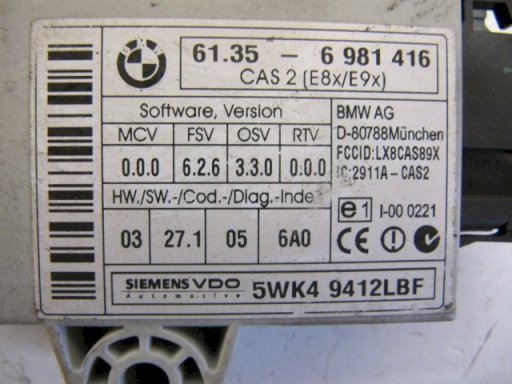 BMW
61.35 - 6 981 416
CAS 2 (E8x/E9x)
Software, Version
MCV FSV OSV RTV
0.0.0 6.2.6 3.3.0 0.0.0
HW./SW.-/Cod.-/Diag.-Inde
03 27.1 05 6A0
BMW AG
D-80788München
FCCID:LX8CAS89X
IC:2911A-CAS2
e1 I-00 0221
CE
SIEMENS VDO
Automotive
5WK4 9412LBF